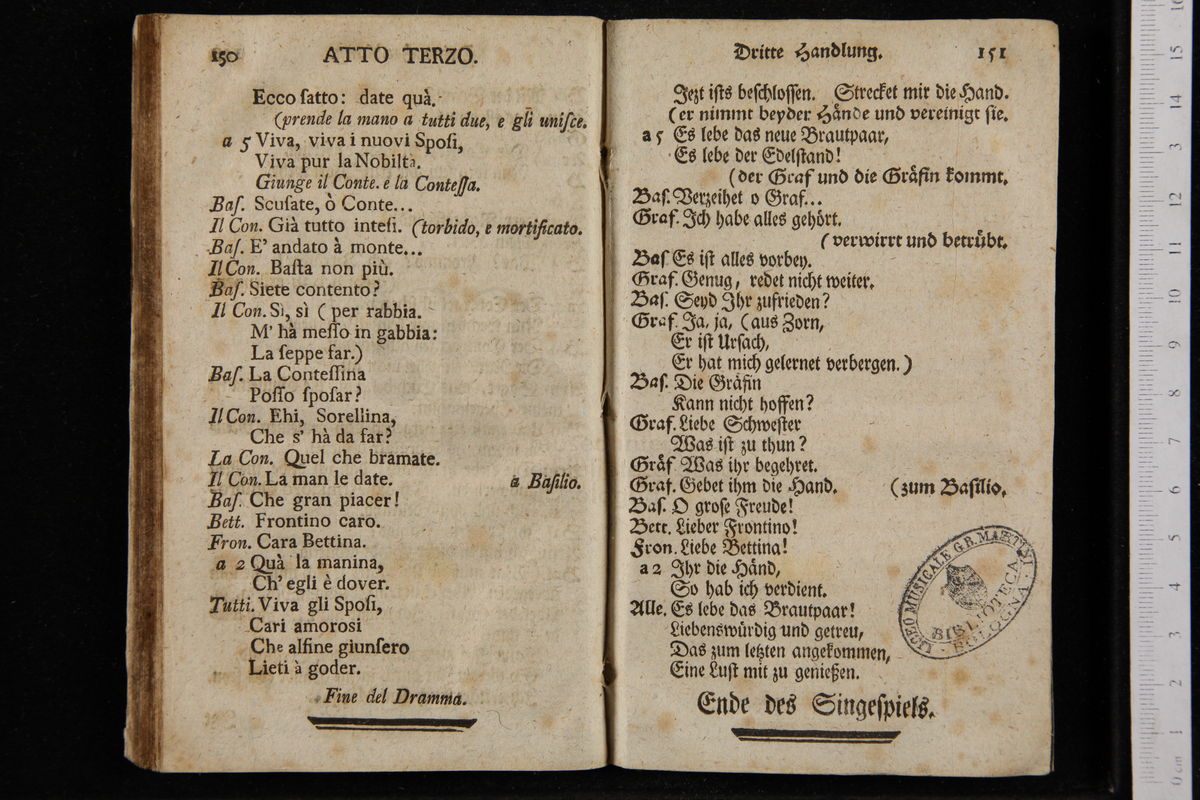 150 ATTO TERZO.
Ecco fatto: date quà.
(prende la mano a tutti due, e gli uniſce.
a 5 Viva, viva i nuovi Spoſi,
Viva pur la Nobiltà.
Giunge il Conte. e la Conteſſa.
Baſ. Scuſate, ò Conte...
Il Con. Già tutto inteſi. (torbido, e mortificato.
Baſ. E' andato à monte...
Il Con. Baſta non più.
Baſ. Siete contento?
Il Con. Sì, sì ( per rabbia.
M' hà meſſo in gabbia:
La ſeppe far.)
Baſ. La Conteſſina
Poſſo ſpoſar?
Il Con. Ehi, Sorellina,
Che s' hà da far?
La Con. Quel che bramate.
Il Con. La man le date. à Baſilio.
Baſ. Che gran piacer!
Bett. Frontino caro.
Fron. Cara Bettina.
a 2 Quà la manina,
Ch' egli è dover.
Tutti. Viva gli Spoſi,
Cari amorosi
Che alfine giunſero
Lieti à goder.
Fine del Dramma.
Dritte Handlung. 151
Jezt iſts beſchloſſen. Strecket mir die Hand.
(er nimmt beyder Hände und vereinigt ſie.
a 5 Es lebe das neue Brautpaar,
Es lebe der Edelſtand!
(der Graf und die Gräfin kommt.
Baſ. Verzeihet o Graf...
Graf. Ich habe alles gehört.
(verwirrt und betrübt.
Baſ Es iſt alles vorbey.
Graf. Genug, redet nicht weiter.
Baſ. Seyd Ihr zufrieden?
Graf. Ja, ja, (aus Zorn,
Er iſt Urſach,
Er hat mich gelernet verbergen.)
Baſ. Die Gräfin
Kann nicht hoffen?
Graf. Liebe Schweſter
Was iſt zu thun?
Gräf. Was ihr begehret.
Graf. Gebet ihm die Hand. (zum Baſilio.
Baſ. O groſe Freude!
Bett. Lieber Frontino!
Fron. Liebe Bettina!
a 2 Ihr die Händ,
So hab ich verdient.
Alle. Es lebe das Brautpaar!
Liebenswürdig und getreu,
Das zum letzten angekommen,
Eine Luſt mit zu genießen.
Ende des Singeſpiels.
LICEO MUSICALE G.B. MARTINI
BIBLIOTECA
BOLOGNA